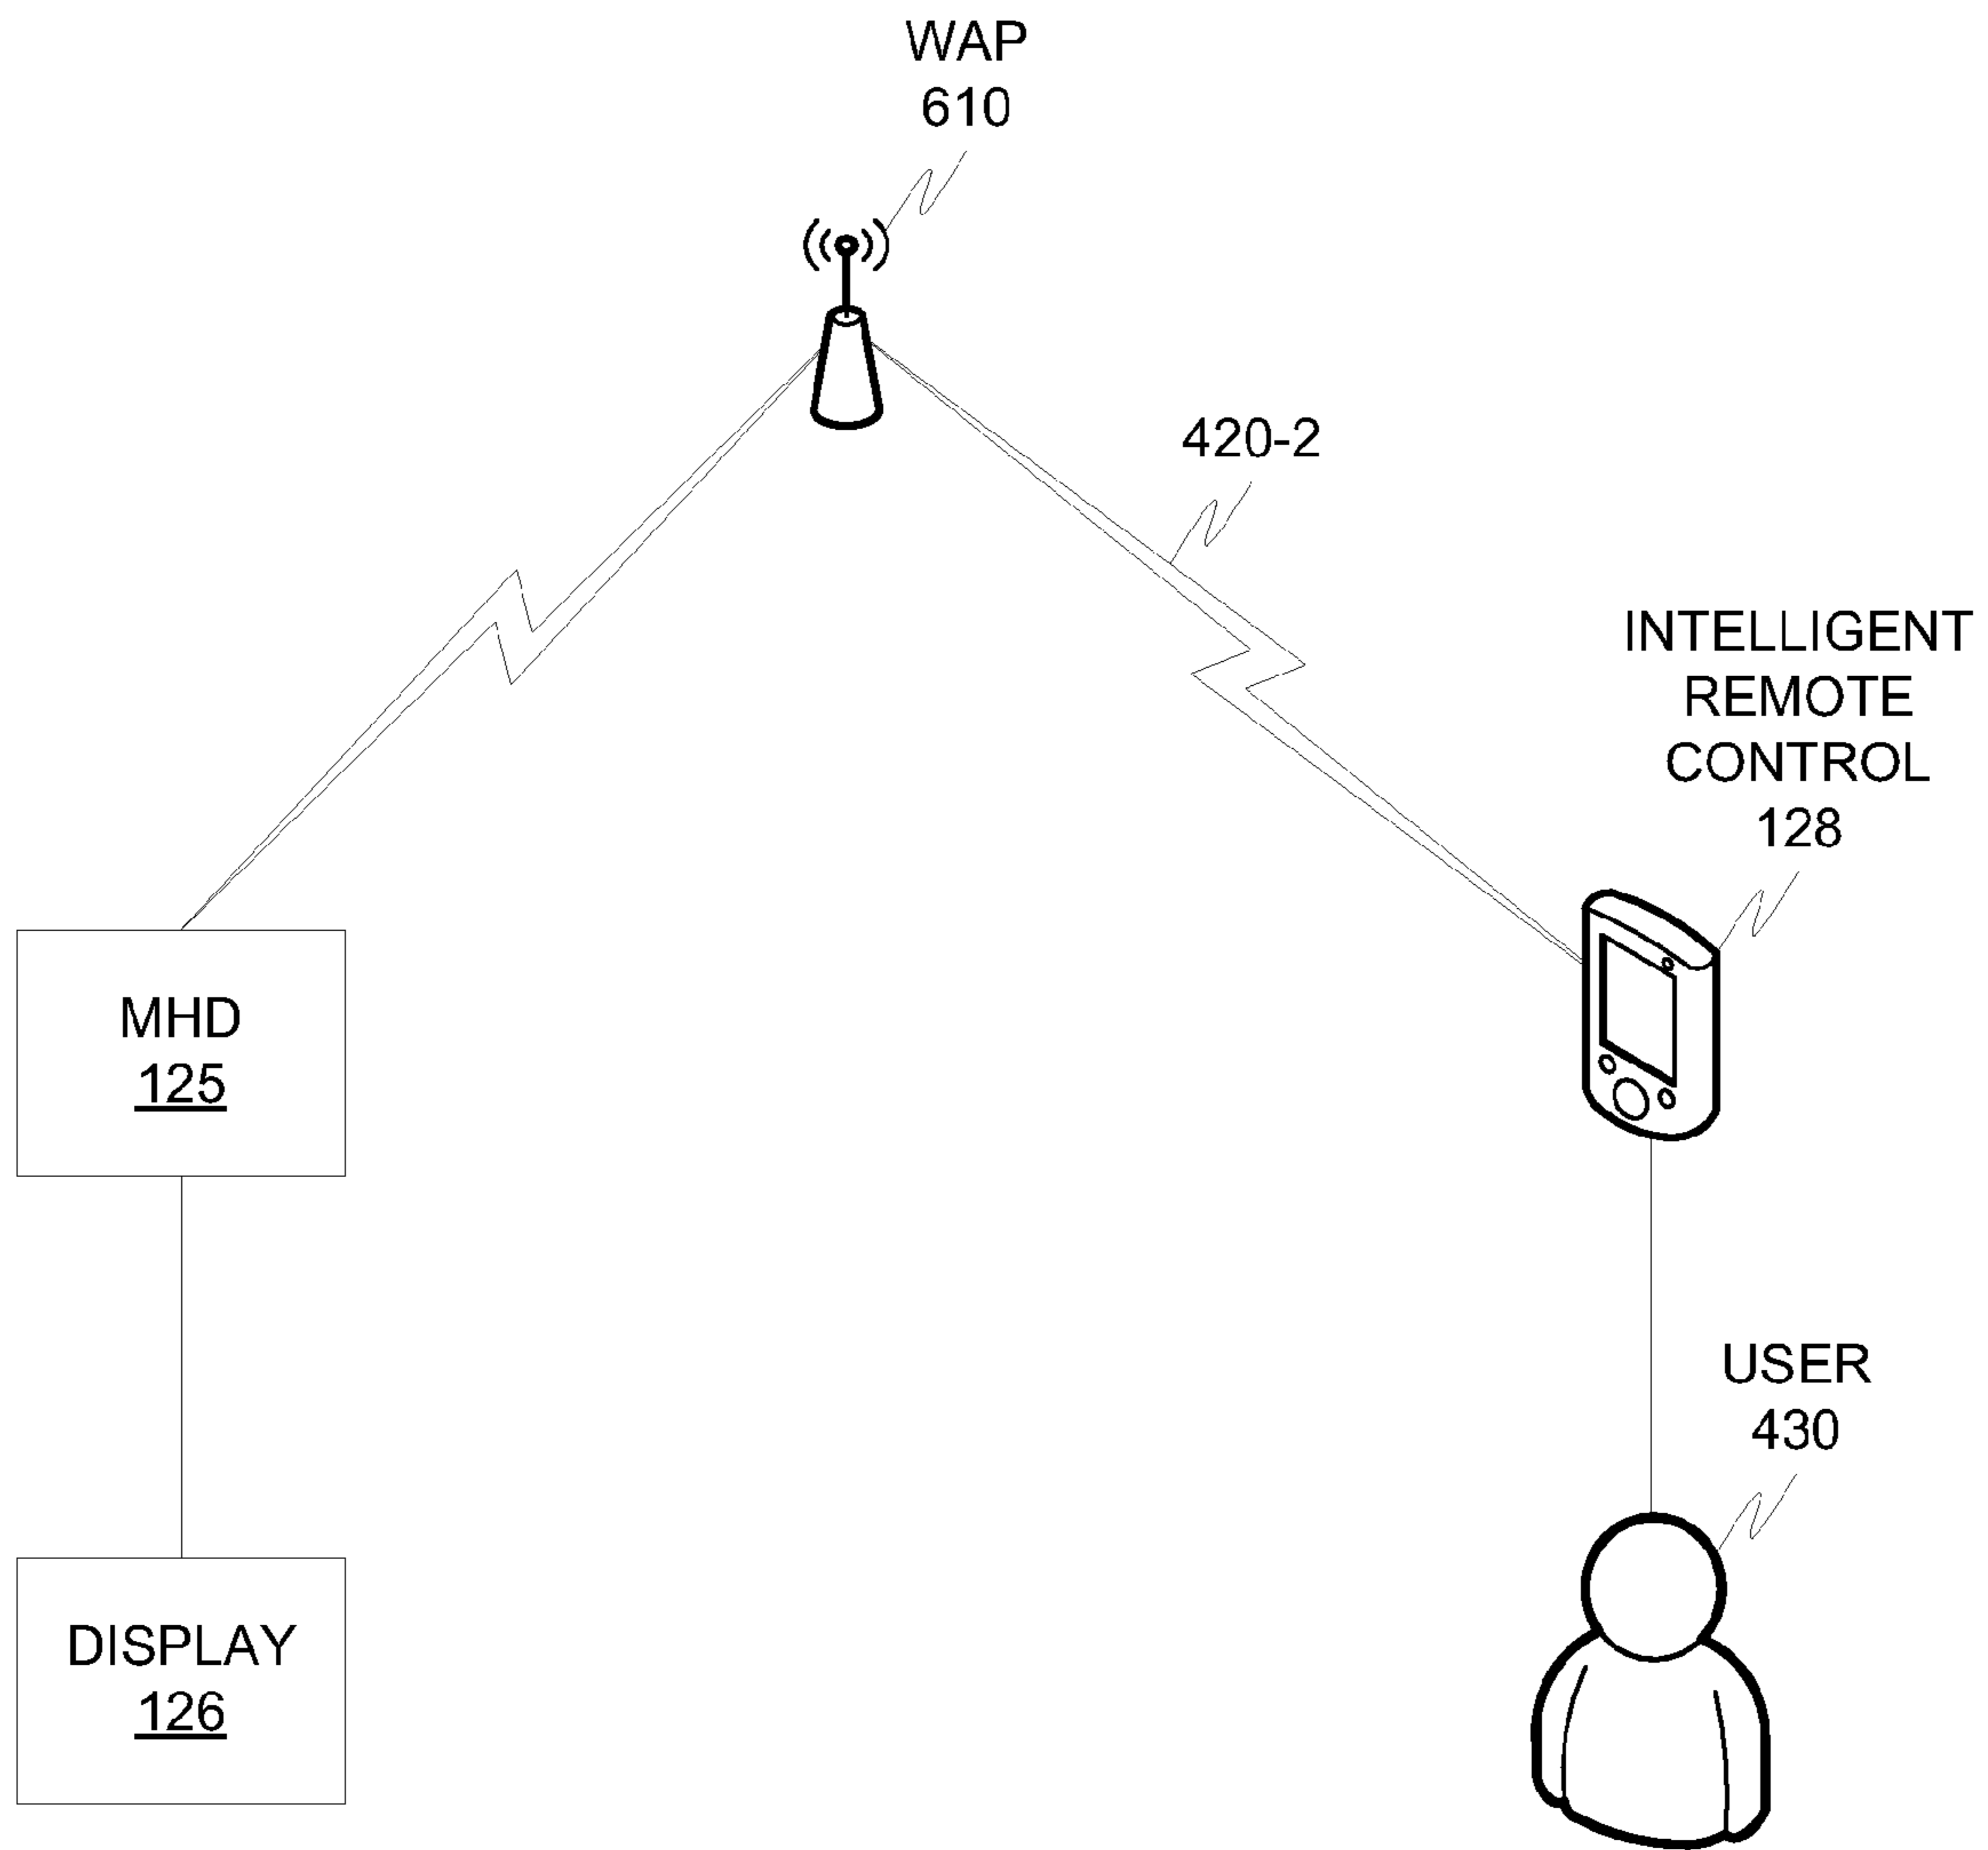 WAP
610
420-2
INTELLIGENT
REMOTE
CONTROL
128
MHD
125
USER
430
DISPLAY
126